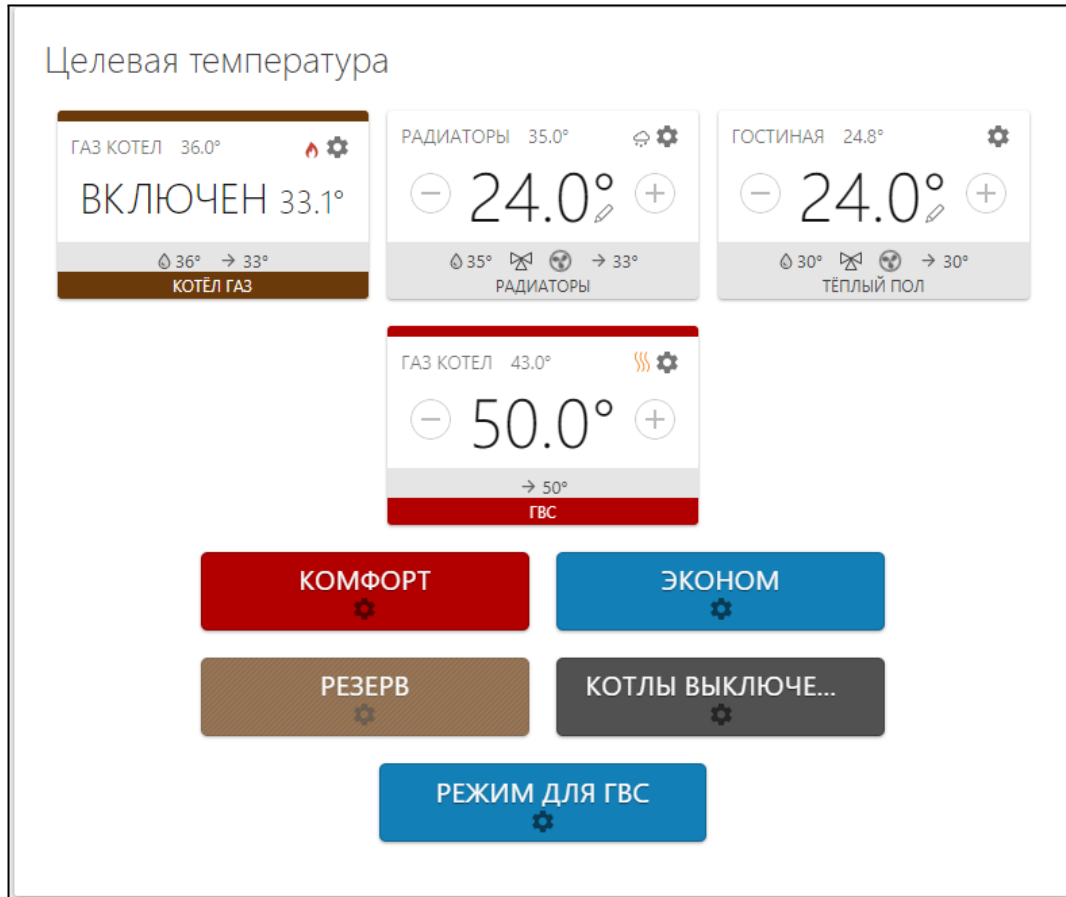 Целевая температура
ГАЗ КОТЕЛ 36.0°
ВКЛЮЧЕН 33.1°
36° → 33°
КОТЁЛ ГАЗ
РАДИАТОРЫ 35.0°
24.0°
35° → 33°
РАДИАТОРЫ
ГОСТИНАЯ 24.8°
24.0°
30° → 30°
ТЁПЛЫЙ ПОЛ
ГАЗ КОТЕЛ 43.0°
50.0°
→ 50°
ГВС
КОМФОРТ
ЭКОНОМ
РЕЗЕРВ
КОТЛЫ ВЫКЛЮЧЕ...
РЕЖИМ ДЛЯ ГВС